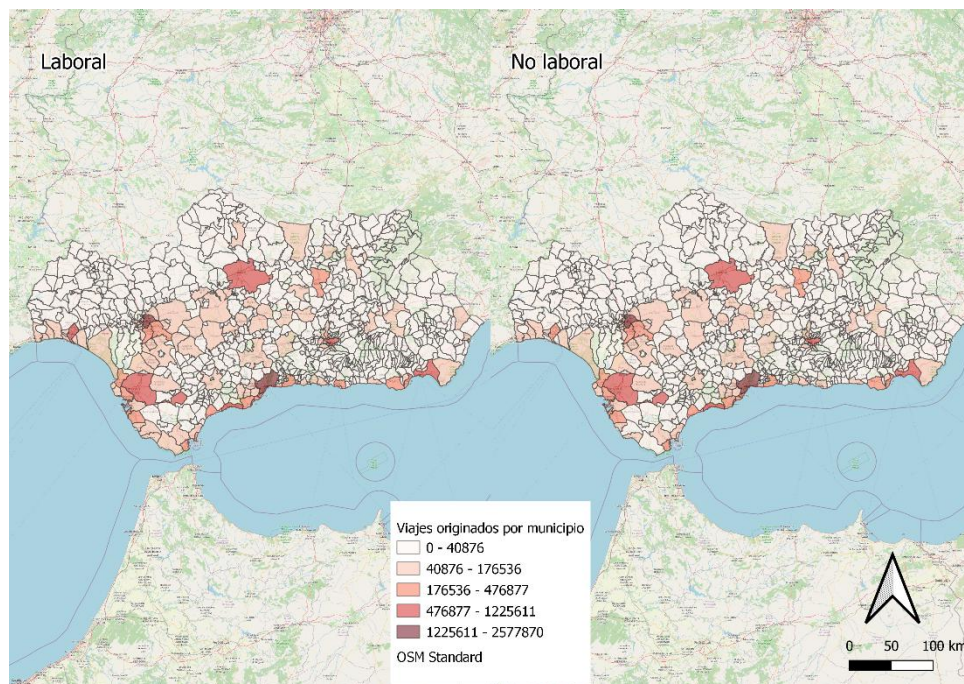 Laboral
No laboral
Viajes originados por municipio
0 - 40876
40876 - 176536
176536 - 476877
476877 - 1225611
1225611 - 2577870
OSM Standard
0 50 100 km